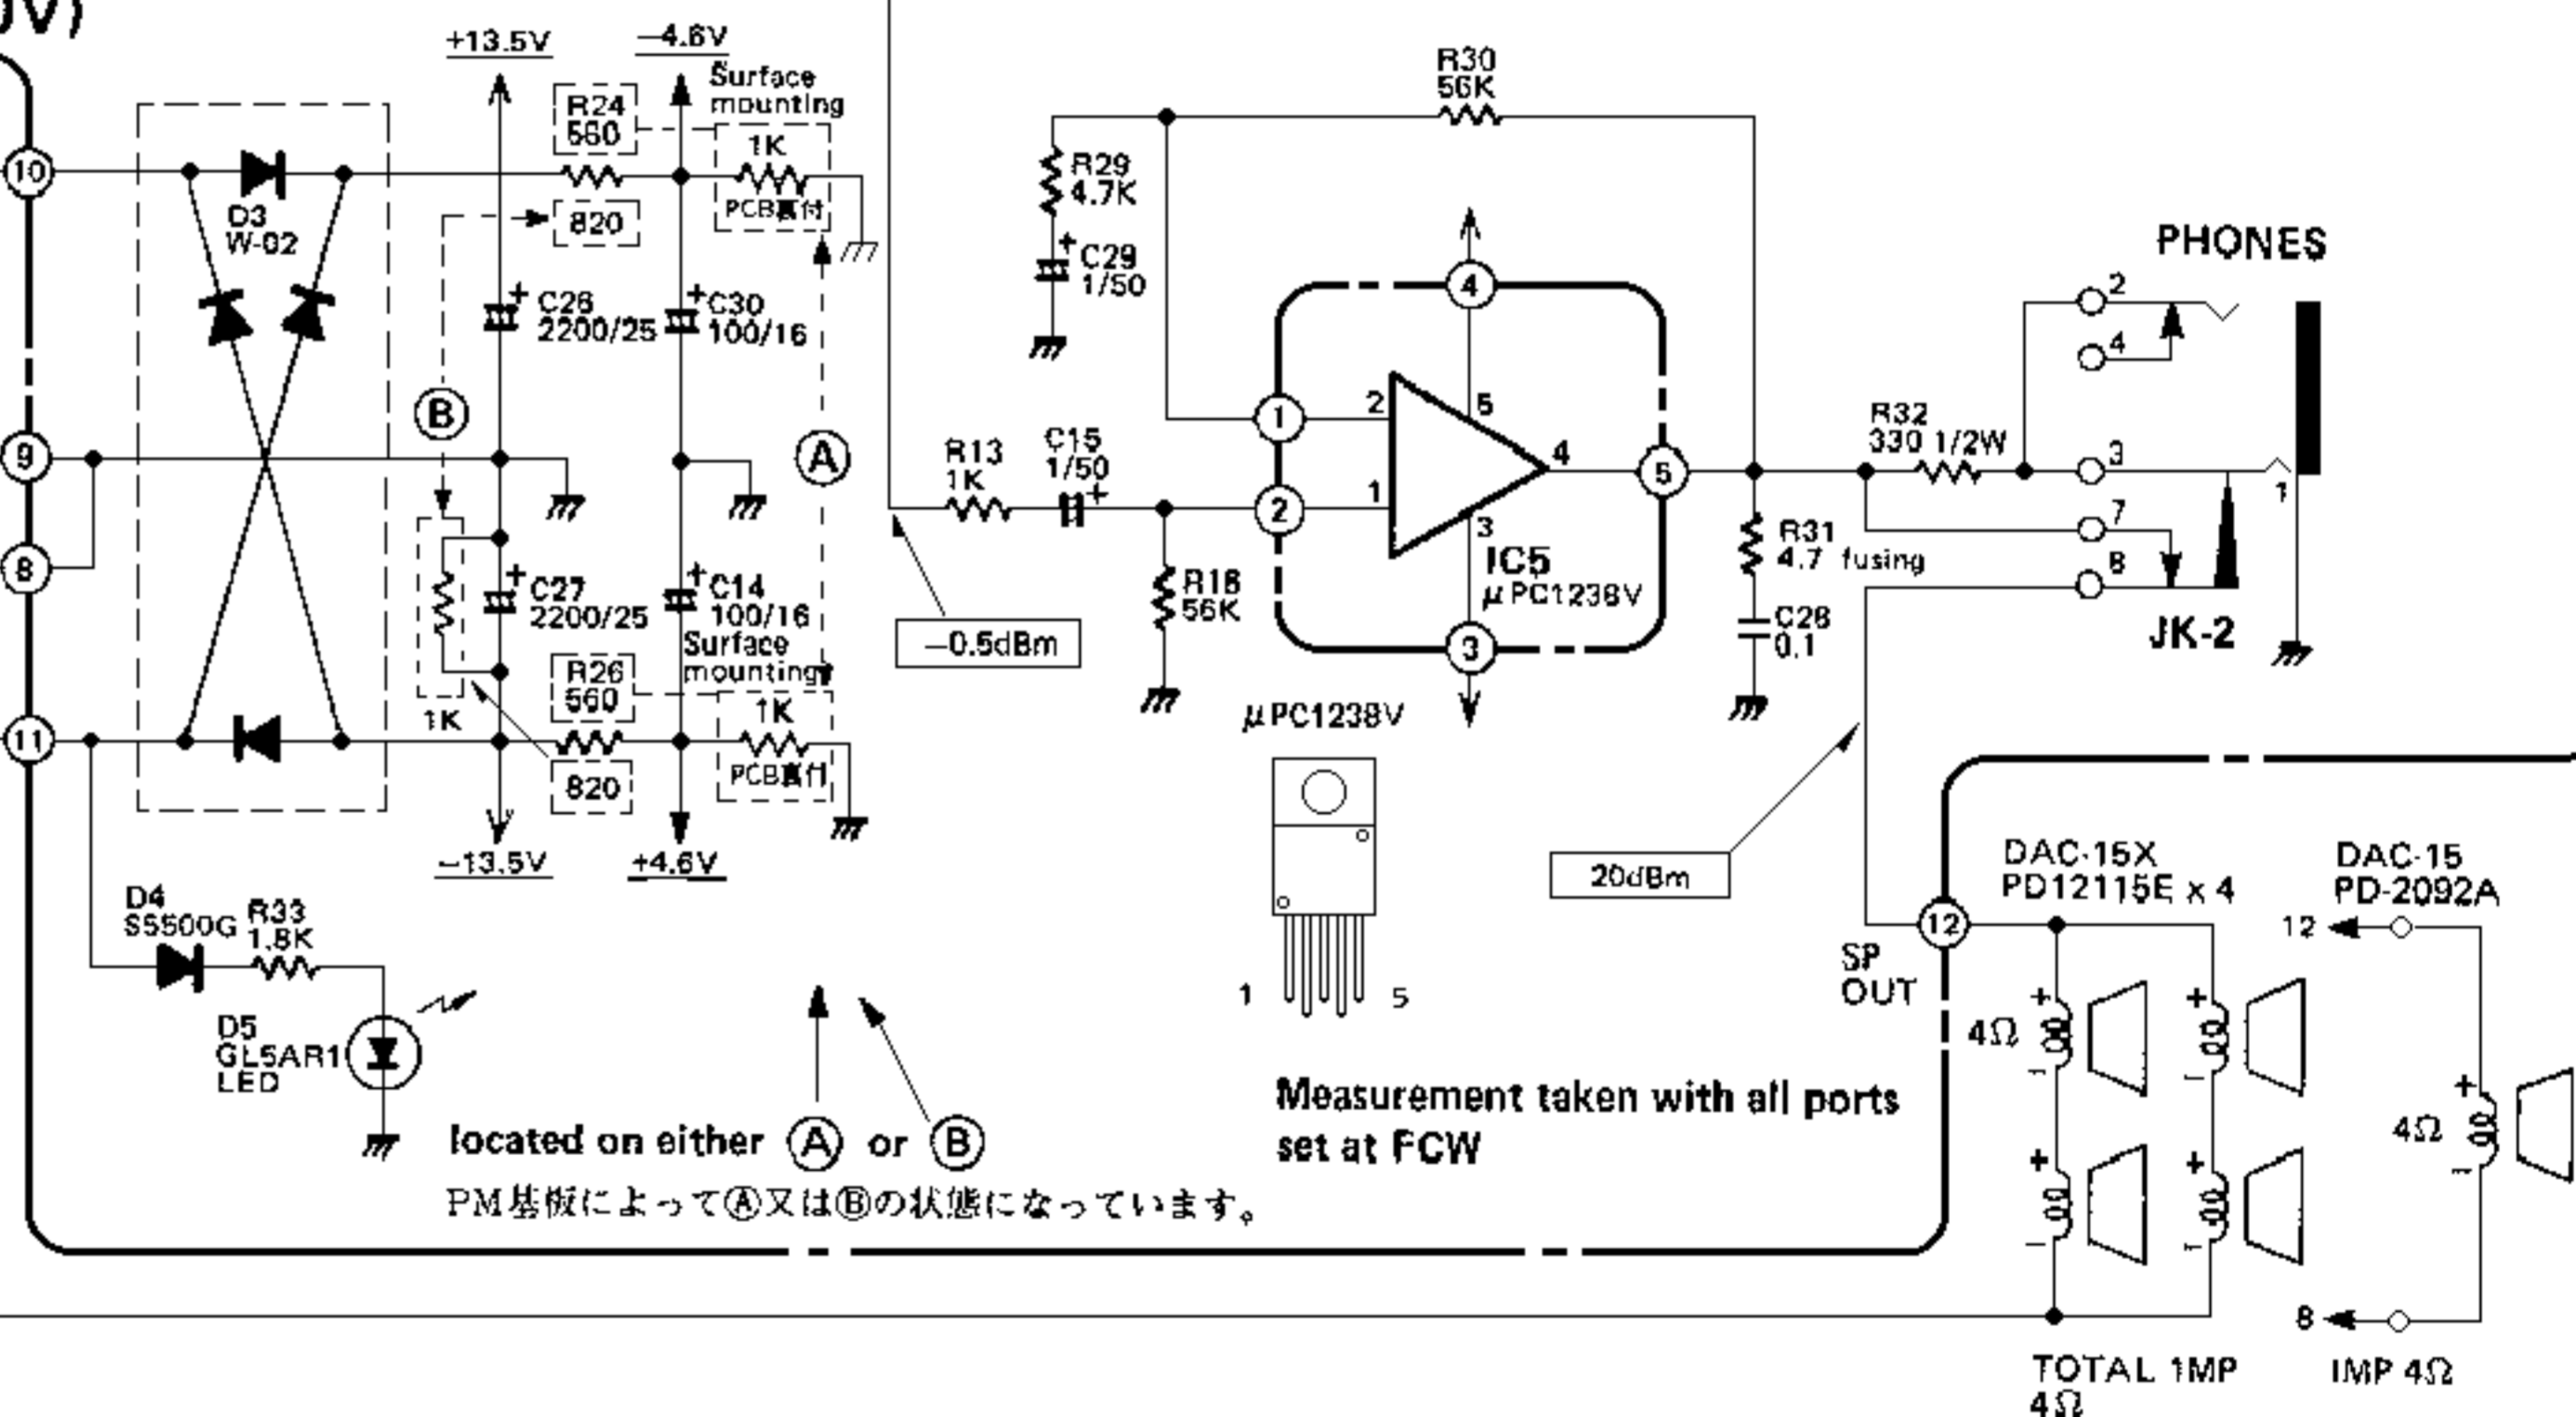 +13.5V
−4.6V
Surface
mounting
R24
560
1K
PCB裏付
820
10
D3
W-02
C26
2200/25
C30
100/16
B
A
9
8
C27
2200/25
C14
100/16
Surface
mounting
R26
560
1K
1K
PCB裏付
820
11
−13.5V
+4.6V
D4
S5500G
R33
1.8K
D5
GL5AR1
LED
R30
56K
R29
4.7K
C29
1/50
R13
1K
C15
1/50
R18
56K
−0.5dBm
1
2
4
3
5
2
1
5
4
3
IC5
μPC1238V
μPC1238V
1
5
R31
4.7 fusing
C28
0.1
R32
330 1/2W
PHONES
2
4
3
1
7
JK-2
20dBm
12
SP
OUT
DAC-15X
PD12115E x 4
DAC-15
PD-2092A
12
4Ω
4Ω
8
TOTAL 1MP
4Ω
IMP 4Ω
located on either A or B
PM基板によってⒶ又はⒷの状態になっています。
Measurement taken with all ports
set at FCW